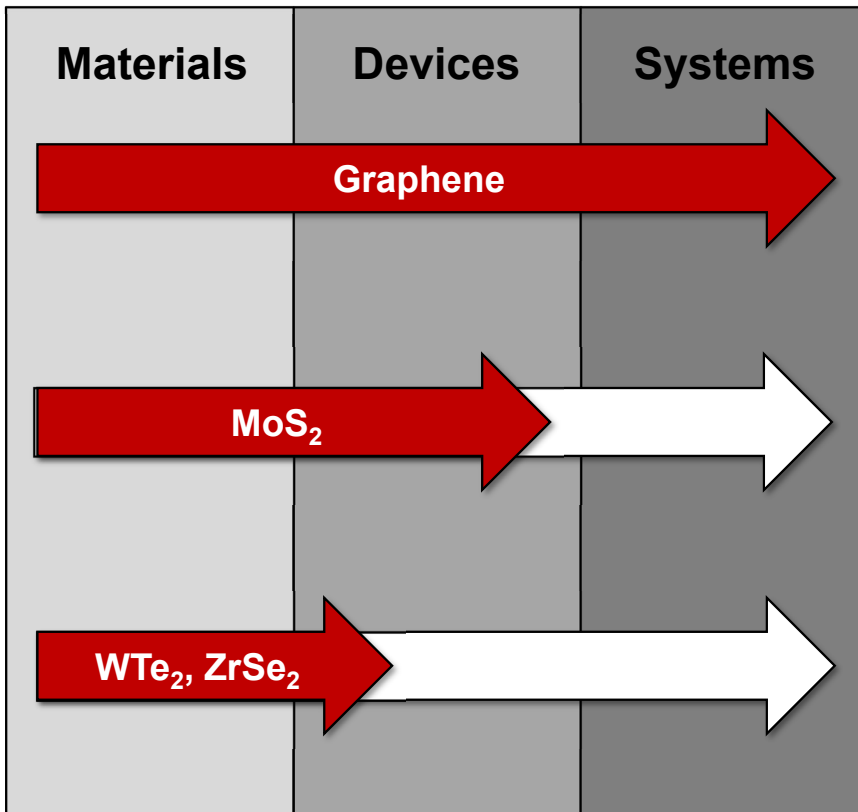 Materials Devices Systems
Graphene
MoS₂
WTe₂, ZrSe₂